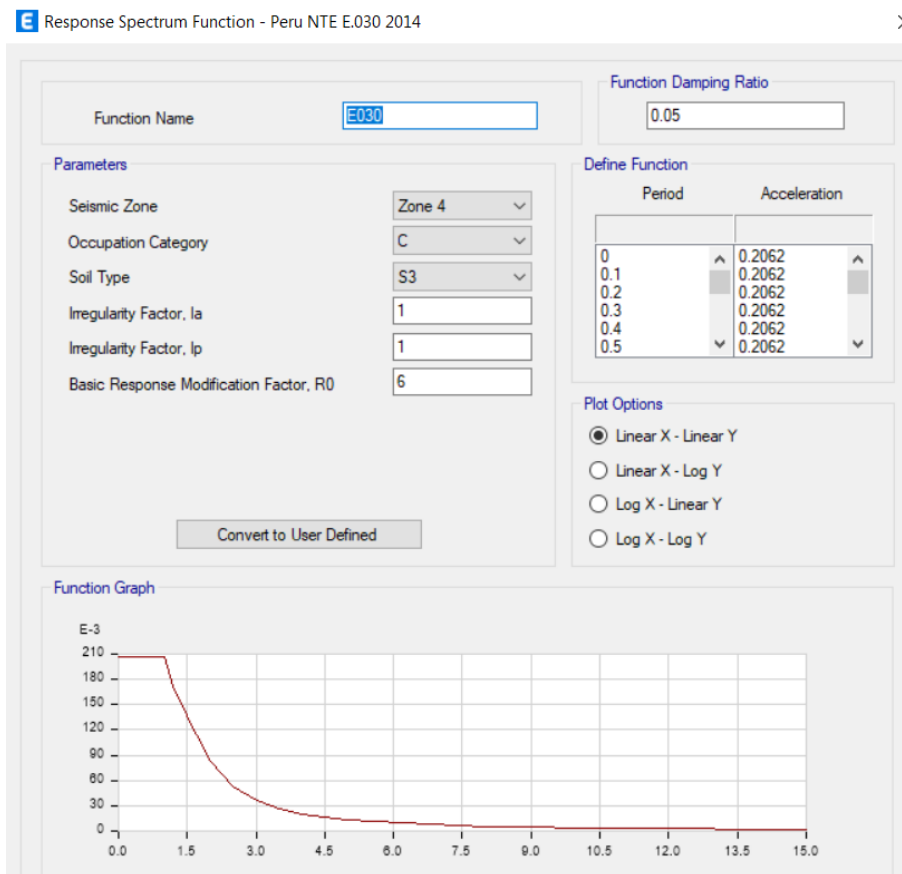 E Response Spectrum Function - Peru NTE E.030 2014
Function Name
E030
Function Damping Ratio
0.05
Parameters
Seismic Zone Zone 4
Occupation Category C
Soil Type S3
Irregularity Factor, Ia 1
Irregularity Factor, Ip 1
Basic Response Modification Factor, R0 6
Convert to User Defined
Define Function
Period Acceleration
0 0.2062
0.1 0.2062
0.2 0.2062
0.3 0.2062
0.4 0.2062
0.5 0.2062
Plot Options
Linear X - Linear Y
Linear X - Log Y
Log X - Linear Y
Log X - Log Y
Function Graph
E-3
210
180
150
120
90
60
30
0
0.0 1.5 3.0 4.5 6.0 7.5 9.0 10.5 12.0 13.5 15.0